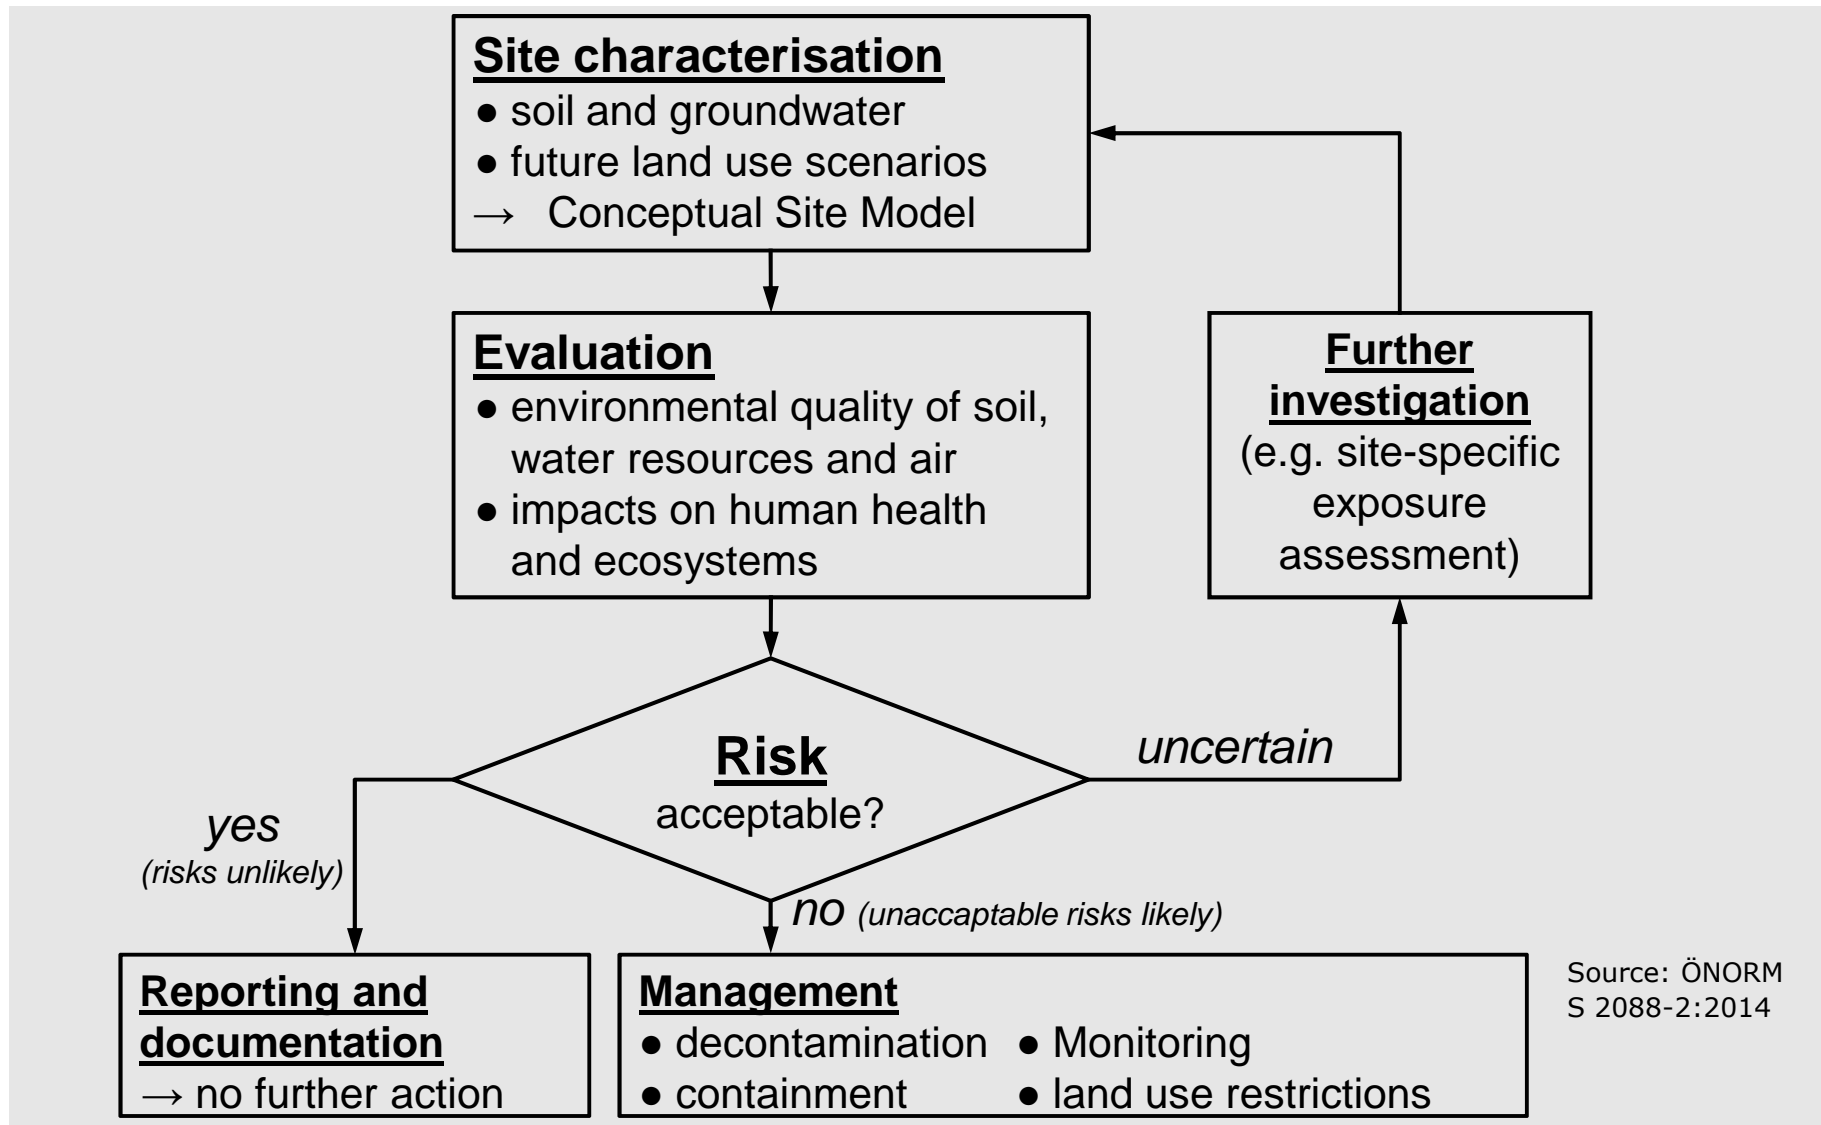 Site characterisation
● soil and groundwater
● future land use scenarios
→ Conceptual Site Model
Evaluation
● environmental quality of soil,
water resources and air
● impacts on human health
and ecosystems
Further
investigation
(e.g. site-specific
exposure
assessment)
Risk
acceptable?
uncertain
yes
(risks unlikely)
no (unaccaptable risks likely)
Reporting and
documentation
→ no further action
Management
● decontamination ● Monitoring
● containment ● land use restrictions
Source: ÖNORM
S 2088-2:2014